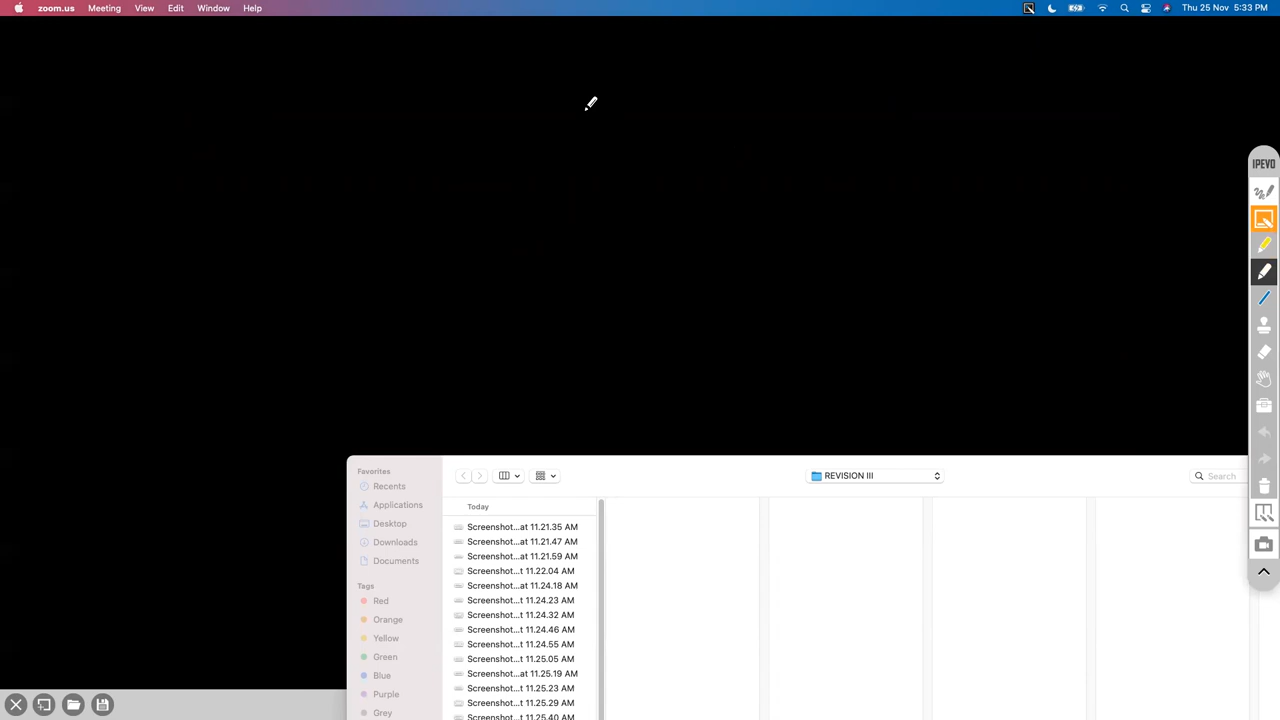 zoom.us Meeting View Edit Window Help Thu 25 Nov 5:33 PM
IPEVO
Favorites
Recents
Applications
Desktop
Downloads
Documents
Tags
Red
Orange
Yellow
Green
Blue
Purple
Grey
REVISION III
Search
Today
Screenshot...at 11.21.35 AM
Screenshot...at 11.21.47 AM
Screenshot...at 11.21.59 AM
Screenshot...t 11.22.04 AM
Screenshot...at 11.24.18 AM
Screenshot...t 11.24.23 AM
Screenshot...t 11.24.32 AM
Screenshot...t 11.24.46 AM
Screenshot...t 11.24.55 AM
Screenshot...t 11.25.05 AM
Screenshot...at 11.25.19 AM
Screenshot...t 11.25.23 AM
Screenshot...t 11.25.29 AM
Screenshot...t 11.25.40 AM